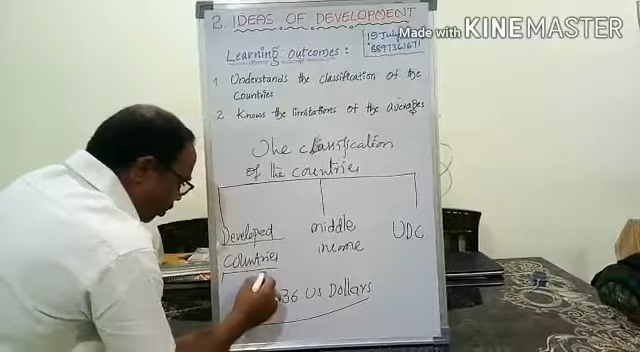 Made with KINEMASTER
2. IDEAS OF DEVELOPMENT
19 July
8897361671
Learning outcomes :
1 Understands the classification of the
countries
2 Knows the limitations of the averages
The classification
of the countries
Developed
countries
middle
income
UDC
36 US Dollars